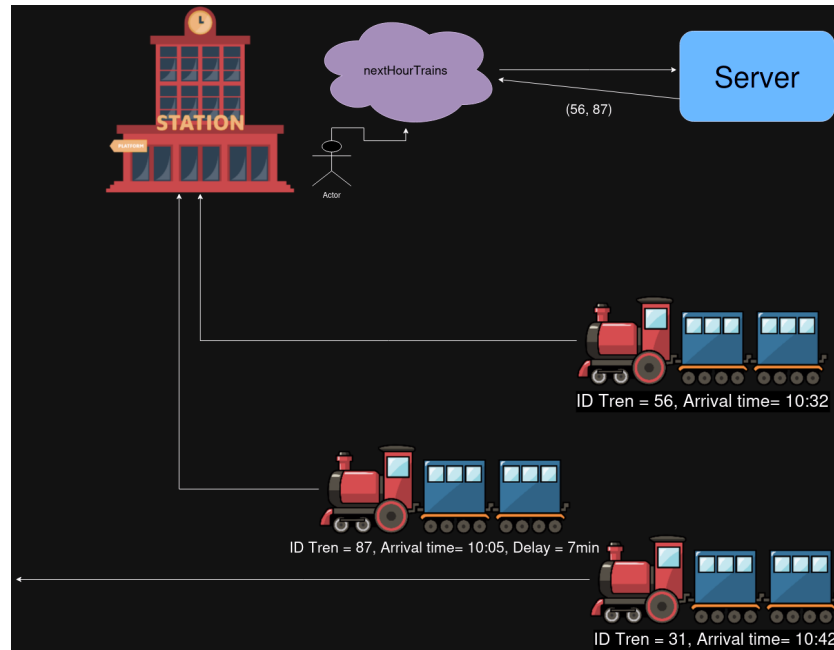 nextHourTrains
Server
STATION
PLATFORM
(56, 87)
Actor
ID Tren = 56, Arrival time= 10:32
ID Tren = 87, Arrival time= 10:05, Delay = 7min
ID Tren = 31, Arrival time= 10:42